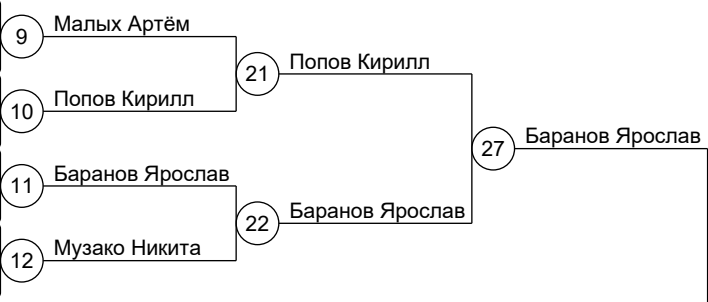 9 Малых Артём
21 Попов Кирилл
10 Попов Кирилл
27 Баранов Ярослав
11 Баранов Ярослав
22 Баранов Ярослав
12 Музако Никита